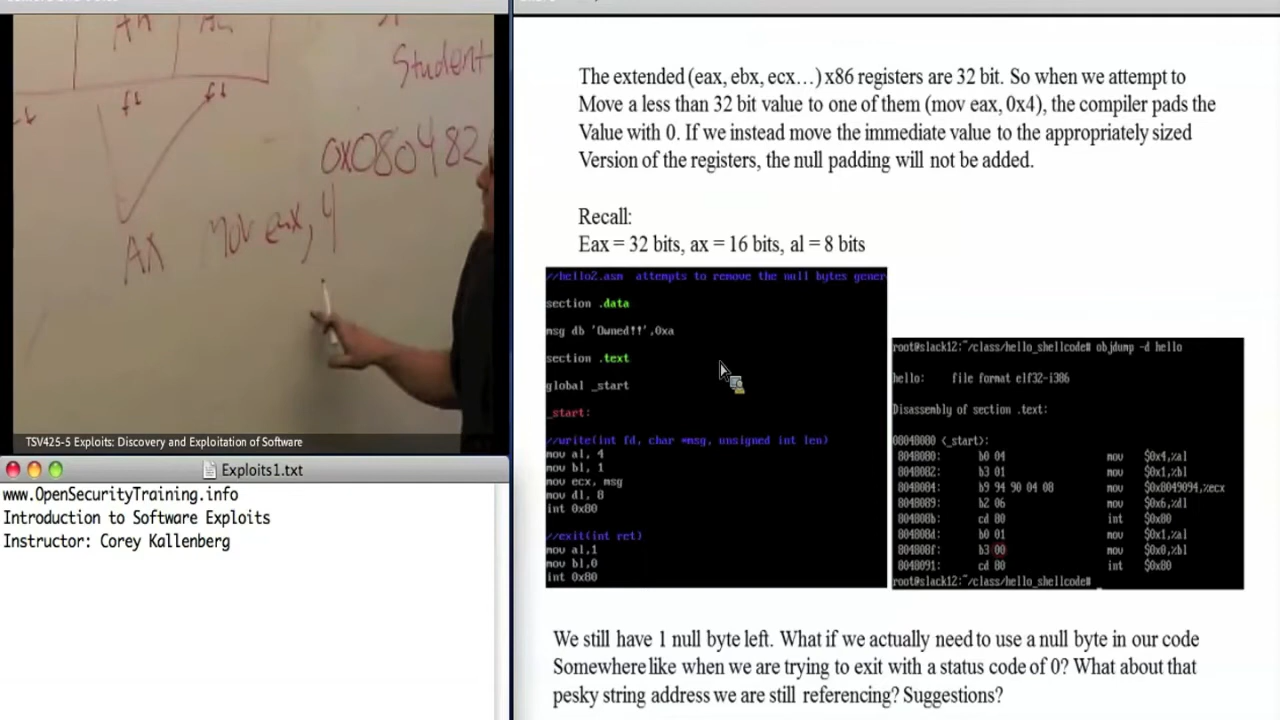 Student
0x080482
AX
Mov eax, 4
TSV425-5 Exploits: Discovery and Exploitation of Software
Exploits1.txt
www.OpenSecurityTraining.info
Introduction to Software Exploits
Instructor: Corey Kallenberg
The extended (eax, ebx, ecx…) x86 registers are 32 bit. So when we attempt to
Move a less than 32 bit value to one of them (mov eax, 0x4), the compiler pads the
Value with 0. If we instead move the immediate value to the appropriately sized
Version of the registers, the null padding will not be added.
Recall:
Eax = 32 bits, ax = 16 bits, al = 8 bits
//hello2.asm attempts to remove the null bytes gener
section .data
msg db 'Owned!!',0xa
section .text
global _start
_start:
//write(int fd, char *msg, unsigned int len)
mov al, 4
mov bl, 1
mov ecx, msg
mov dl, 8
int 0x80
//exit(int ret)
mov al,1
mov bl,0
int 0x80
root@slack12:~/class/hello_shellcode# objdump -d hello
hello: file format elf32-i386
Disassembly of section .text:
08048080 <_start>:
8048080: b0 04 mov $0x4,%al
8048082: b3 01 mov $0x1,%bl
8048084: b9 94 90 04 08 mov $0x8049094,%ecx
8048089: b2 06 mov $0x6,%dl
804808b: cd 80 int $0x80
804808d: b0 01 mov $0x1,%al
804808f: b3 00 mov $0x0,%bl
8048091: cd 80 int $0x80
root@slack12:~/class/hello_shellcode#
We still have 1 null byte left. What if we actually need to use a null byte in our code
Somewhere like when we are trying to exit with a status code of 0? What about that
pesky string address we are still referencing? Suggestions?